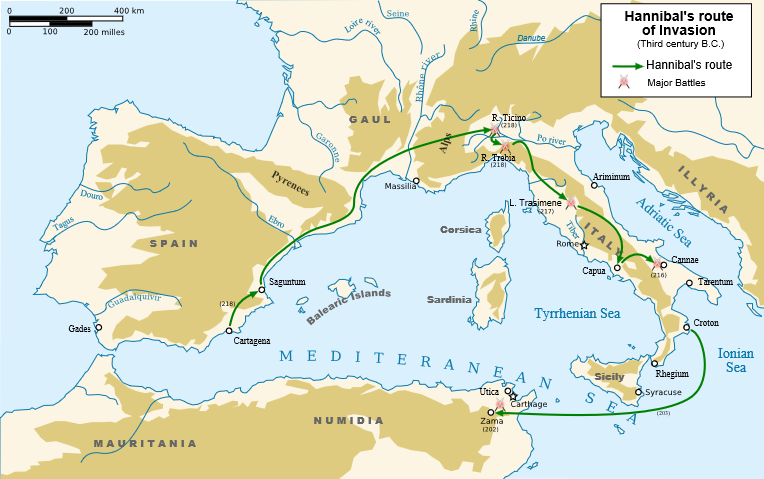 0 200 400 km
0 100 200 milles
Hannibal's route
of Invasion
(Third century B.C.)
Hannibal's route
Major Battles
Seine
Loire river
Rhine
Danube
Rhône river
GAUL
Garonne
Alps
R. Ticino
(218)
Po river
R. Trebia
(218)
Massilia
Pyrences
Ariminum
ILLYRIA
Adriatic Sea
L. Trasimene
(217)
Tiber
Rome
ITALY
Corsica
Douro
Tagus
Ebro
SPAIN
Capua
Cannae
(216)
Tarentum
Saguntum
(218)
Balearic Islands
Sardinia
Tyrrhenian Sea
Guadalquivir
Gades
Cartagena
Croton
Ionian
Sea
MEDITERANEAN SEA
Rhegium
Sicily
Syracuse
(203)
Utica
Carthage
Zama
(202)
NUMIDIA
MAURITANIA